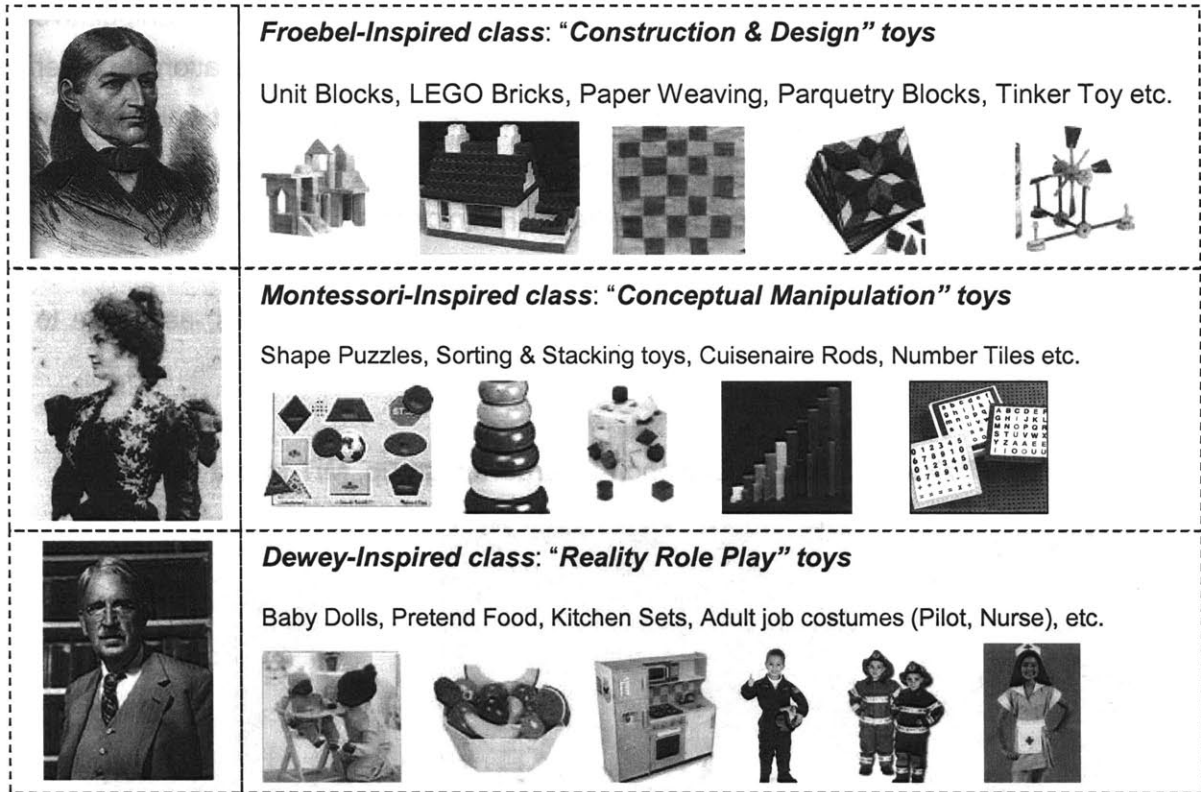 Froebel-Inspired class: “Construction & Design” toys
Unit Blocks, LEGO Bricks, Paper Weaving, Parquetry Blocks, Tinker Toy etc.
Montessori-Inspired class: “Conceptual Manipulation” toys
Shape Puzzles, Sorting & Stacking toys, Cuisenaire Rods, Number Tiles etc.
Dewey-Inspired class: “Reality Role Play” toys
Baby Dolls, Pretend Food, Kitchen Sets, Adult job costumes (Pilot, Nurse), etc.